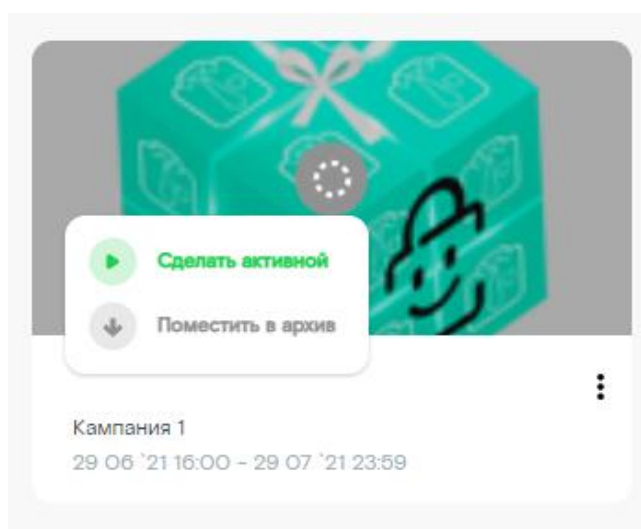 Сделать активной
Поместить в архив
Кампания 1
29 06 `21 16:00 - 29 07 `21 23:59